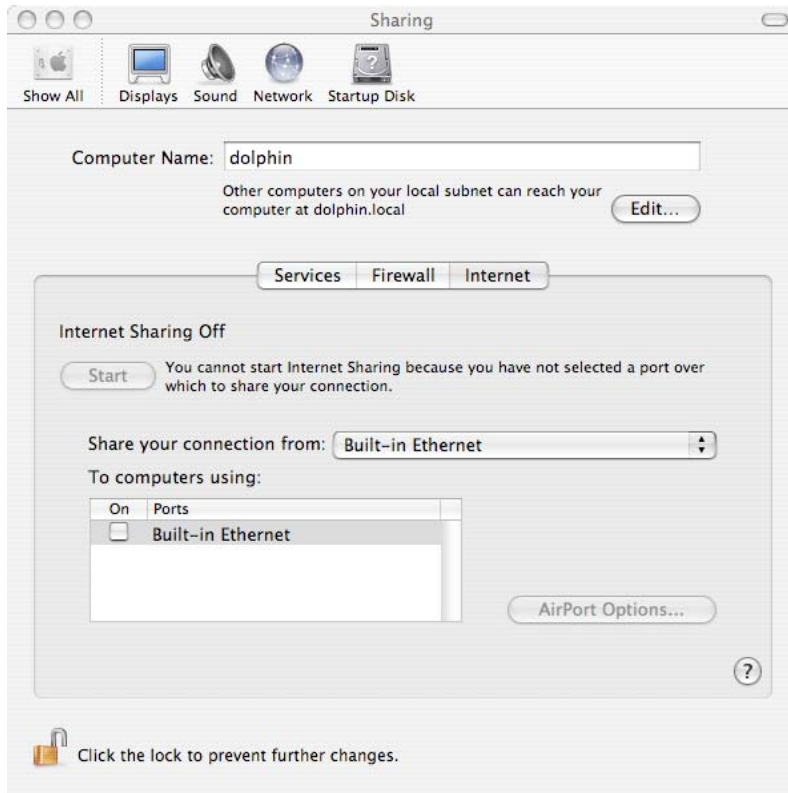 Sharing
Show All Displays Sound Network Startup Disk
Computer Name: dolphin
Other computers on your local subnet can reach your
computer at dolphin.local
Edit...
Services Firewall Internet
Internet Sharing Off
Start
You cannot start Internet Sharing because you have not selected a port over
which to share your connection.
Share your connection from: Built-in Ethernet
To computers using:
On Ports
Built-in Ethernet
AirPort Options...
?
Click the lock to prevent further changes.